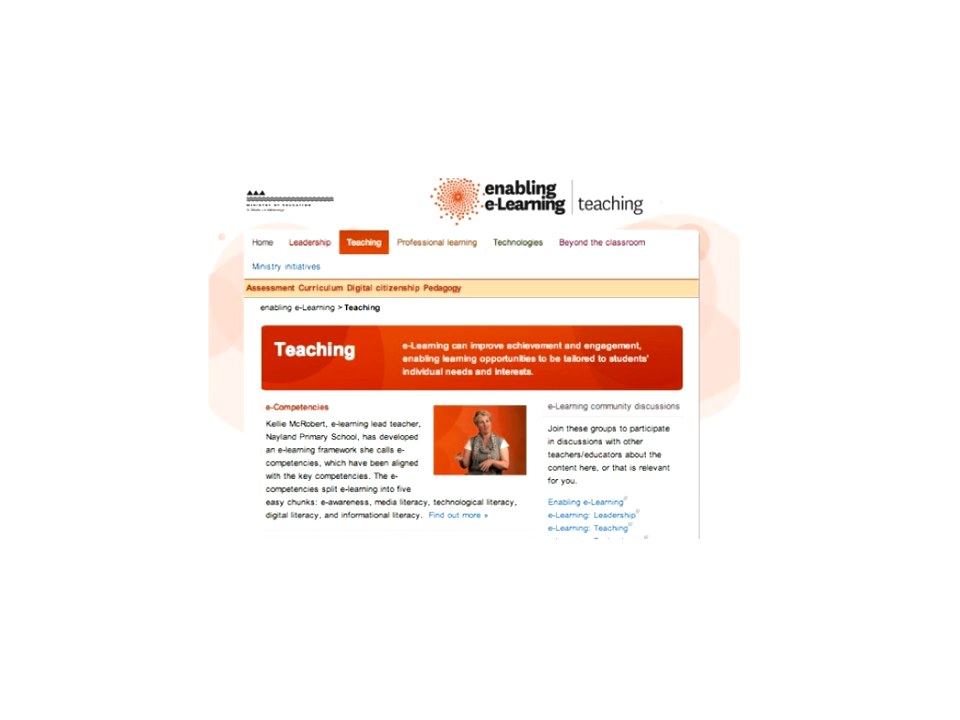 MINISTRY OF EDUCATION
enabling
e-Learning
teaching
Home Leadership Teaching Professional learning Technologies Beyond the classroom
Ministry initiatives
Assessment Curriculum Digital citizenship Pedagogy
enabling e-Learning > Teaching
Teaching
e-Learning can improve achievement and engagement,
enabling learning opportunities to be tailored to students'
individual needs and interests.
e-Competencies
Kellie McRobert, e-learning lead teacher,
Nayland Primary School, has developed
an e-learning framework she calls e-
competencies, which have been aligned
with the key competencies. The e-
competencies split e-learning into five
easy chunks: e-awareness, media literacy, technological literacy,
digital literacy, and informational literacy. Find out more »
e-Learning community discussions
Join these groups to participate
in discussions with other
teachers/educators about the
content here, or that is relevant
for you.
Enabling e-Learning
e-Learning: Leadership
e-Learning: Teaching